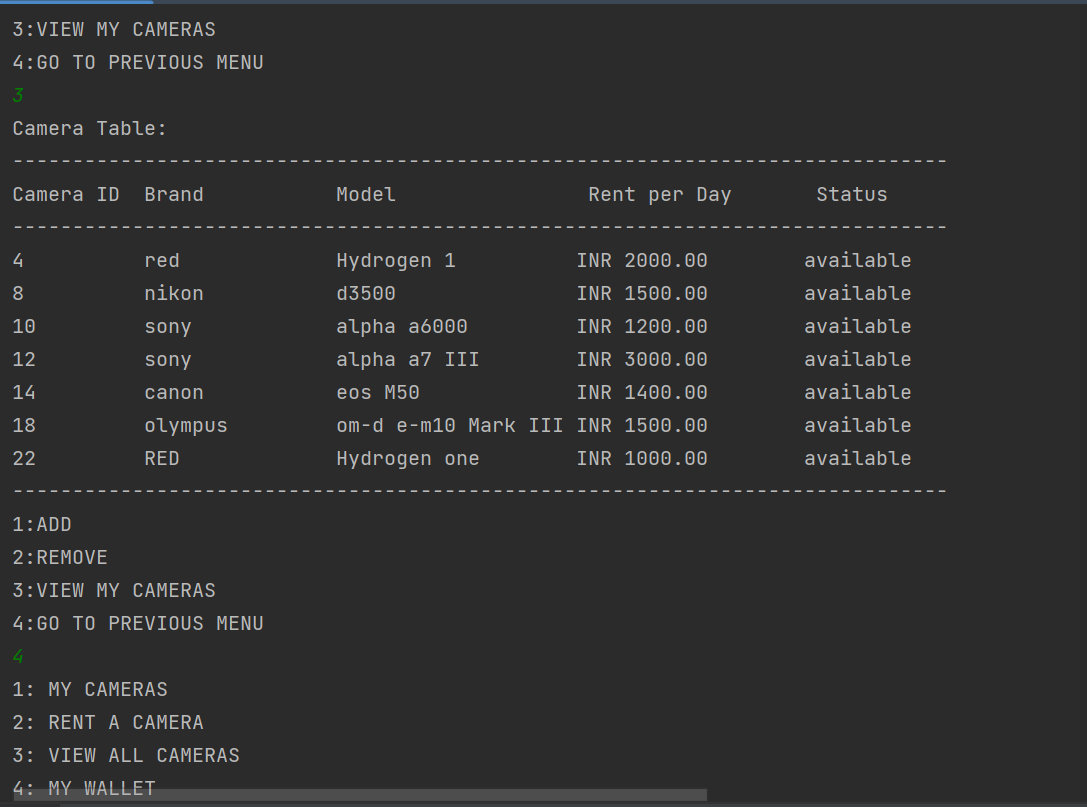 3:VIEW MY CAMERAS
4:GO TO PREVIOUS MENU
3
Camera Table:
------------------------------------------------------------------------------
Camera ID  Brand           Model                Rent per Day       Status
------------------------------------------------------------------------------
4          red             Hydrogen 1          INR 2000.00        available
8          nikon           d3500               INR 1500.00        available
10         sony            alpha a6000         INR 1200.00        available
12         sony            alpha a7 III        INR 3000.00        available
14         canon           eos M50             INR 1400.00        available
18         olympus         om-d e-m10 Mark III INR 1500.00        available
22         RED             Hydrogen one        INR 1000.00        available
------------------------------------------------------------------------------
1:ADD
2:REMOVE
3:VIEW MY CAMERAS
4:GO TO PREVIOUS MENU
4
1: MY CAMERAS
2: RENT A CAMERA
3: VIEW ALL CAMERAS
4: MY WALLET